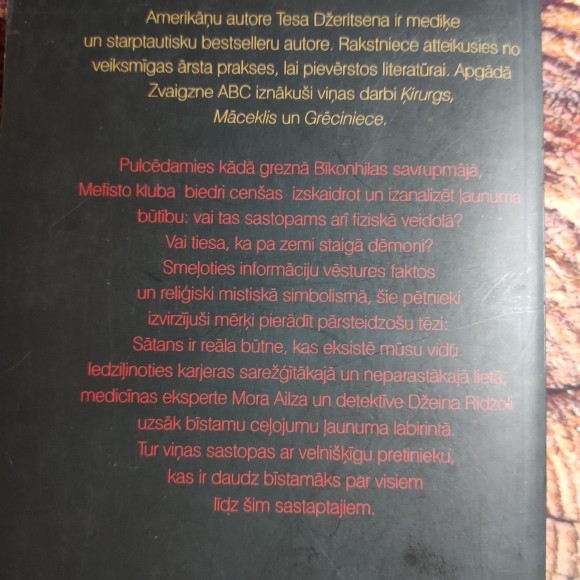 Amerikāņu autore Tesa Džeritsena ir mediķe
un starptautisku bestselleru autore. Rakstniece atteikusies no
veiksmīgas ārsta prakses, lai pievērstos literatūrai. Apgādā
Zvaigzne ABC iznākuši viņas darbi Ķirurgs,
Māceklis un Grēciniece.
Pulcēdamies kādā greznā Bīkonhilas savrupmājā,
Mefisto kluba biedri cenšas izskaidrot un izanalizēt ļaunuma
būtību: vai tas sastopams arī fiziskā veidolā?
Vai tiesa, ka pa zemi staigā dēmoni?
Smeļoties informāciju vēstures faktos
un reliģiski mistiskā simbolismā, šie pētnieki
izvirzījuši mērķi pierādīt pārsteidzošu tēzi:
Sātans ir reāla būtne, kas eksistē mūsu vidū.
Iedziļinoties karjeras sarežģītākajā un neparastākajā lietā,
medicīnas eksperte Mora Ailza un detektīve Džeina Ridzoli
uzsāk bīstamu ceļojumu ļaunuma labirintā.
Tur viņas sastopas ar velnišķīgu pretinieku,
kas ir daudz bīstamāks par visiem
līdz šim sastaptajiem.